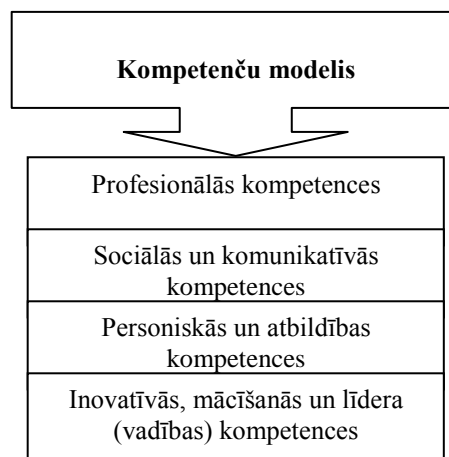 Kompetenču modelis
Profesionālās kompetences
Sociālās un komunikatīvās
kompetences
Personiskās un atbildības
kompetences
Inovatīvās, mācīšanās un līdera
(vadības) kompetences